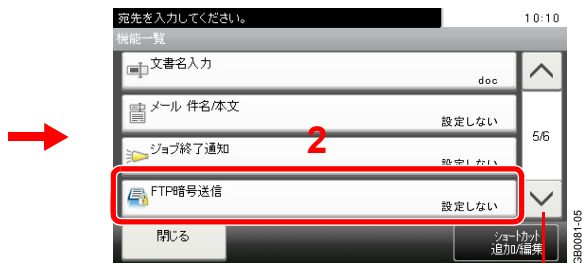 宛先を入力してください。
10:10
機能一覧
文書名入力
doc
メール 件名/本文
設定しない
5/6
ジョブ終了通知
2
設定しない
FTP暗号送信
設定しない
閉じる
ショートカット
追加/編集
GB0081-05